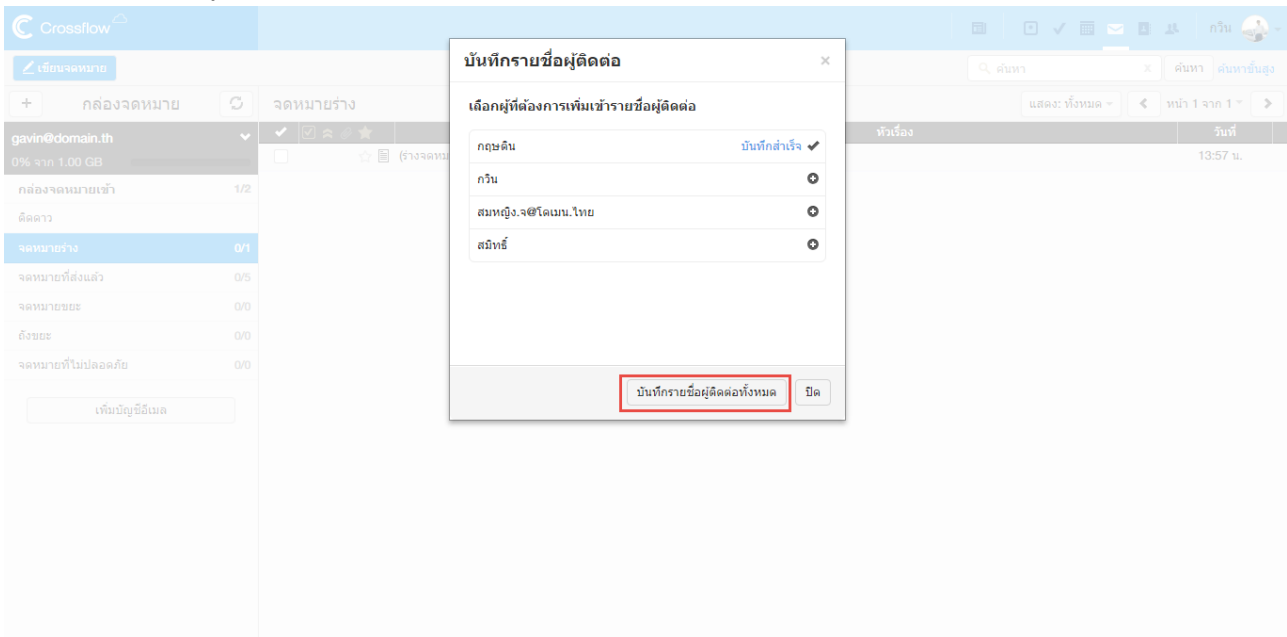 Crossflow
กวิน
เขียนจดหมาย
ค้นหา x ค้นหา ค้นหาขั้นสูง
+ กล่องจดหมาย
จดหมายร่าง
แสดง: ทั้งหมด
หน้า 1 จาก 1
gavin@domain.th
0% จาก 1.00 GB
หัวเรื่อง
วันที่
(ร่างจดหม
13:57 น.
กล่องจดหมายเข้า 1/2
ติดดาว
จดหมายร่าง 0/1
จดหมายที่ส่งแล้ว 0/5
จดหมายขยะ 0/0
ถังขยะ 0/0
จดหมายที่ไม่ปลอดภัย 0/0
เพิ่มบัญชีอีเมล
บันทึกรายชื่อผู้ติดต่อ ×
เลือกผู้ที่ต้องการเพิ่มเข้ารายชื่อผู้ติดต่อ
กฤษดิน บันทึกสำเร็จ
กวิน
สมหญิง.จ@โดเมน.ไทย
สมิทธิ์
บันทึกรายชื่อผู้ติดต่อทั้งหมด
ปิด